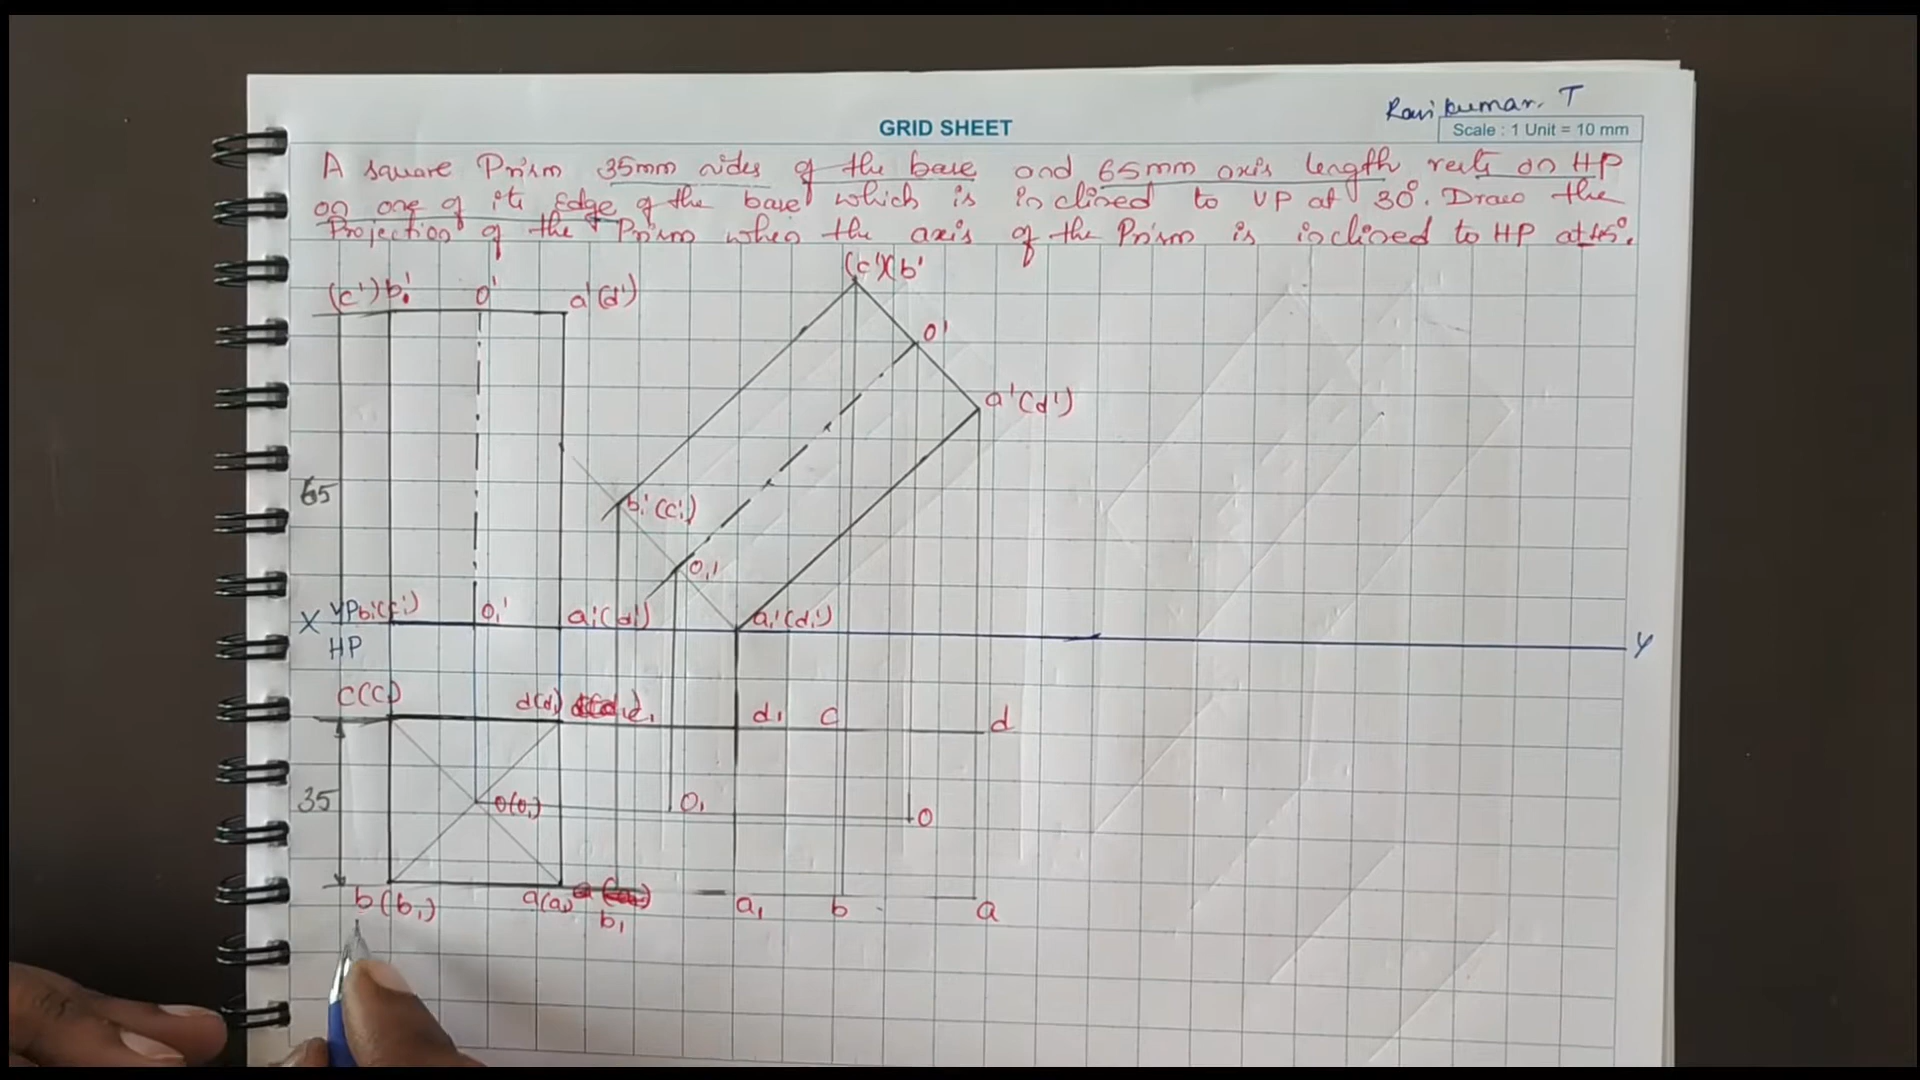 Ravikumar. T
GRID SHEET
Scale : 1 Unit = 10 mm
A square Prism 35mm sides of the base and 65mm axis length rests on HP
on one of its Edge of the base which is inclined to VP at 30°. Draw the
Projection of the Prism when the axis of the Prism is inclined to HP at 45°.
(c')(b'
(c') b' o' a'(d')
o'
a'(d')
65
b₁'(c₁')
o₁'
X VP b₁'(c₁') o₁' a₁'(d₁') a₁'(d₁')
Y
HP
c(c₁) d(d₁) c₁ d₁ c d
35 o(o₁) o₁ o
b(b₁) a(a₁) b₁ a₁ b a